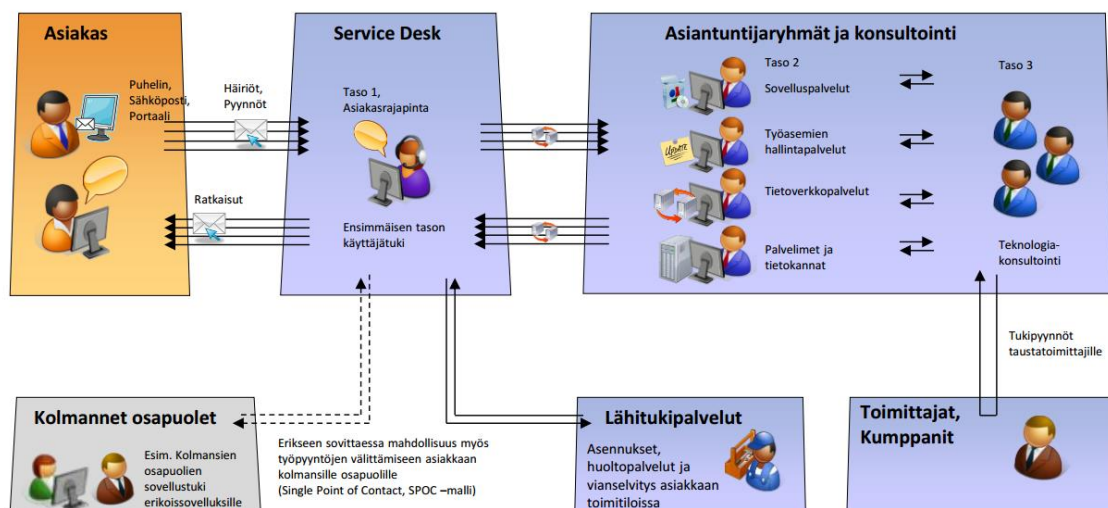 Asiakas
Puhelin,
Sähköposti,
Portaali
Häiriöt,
Pyynnöt
Ratkaisut
Service Desk
Taso 1,
Asiakasrajapinta
Ensimmäisen tason
käyttäjätuki
Asiantuntijaryhmät ja konsultointi
Taso 2
Sovelluspalvelut
UPDATE
Työasemien
hallintapalvelut
Tietoverkkopalvelut
Palvelimet ja
tietokannat
Taso 3
Teknologia-
konsultointi
Tukipyynnöt
taustatoimittajille
Kolmannet osapuolet
Esim. Kolmansien
osapuolien
sovellustuki
erikoissovelluksille
Erikseen sovittaessa mahdollisuus myös
työpyyntöjen välittämiseen asiakkaan
kolmansille osapuolille
(Single Point of Contact, SPOC –malli)
Lähitukipalvelut
Asennukset,
huoltopalvelut ja
vianselvitys asiakkaan
toimitiloissa
Toimittajat,
Kumppanit